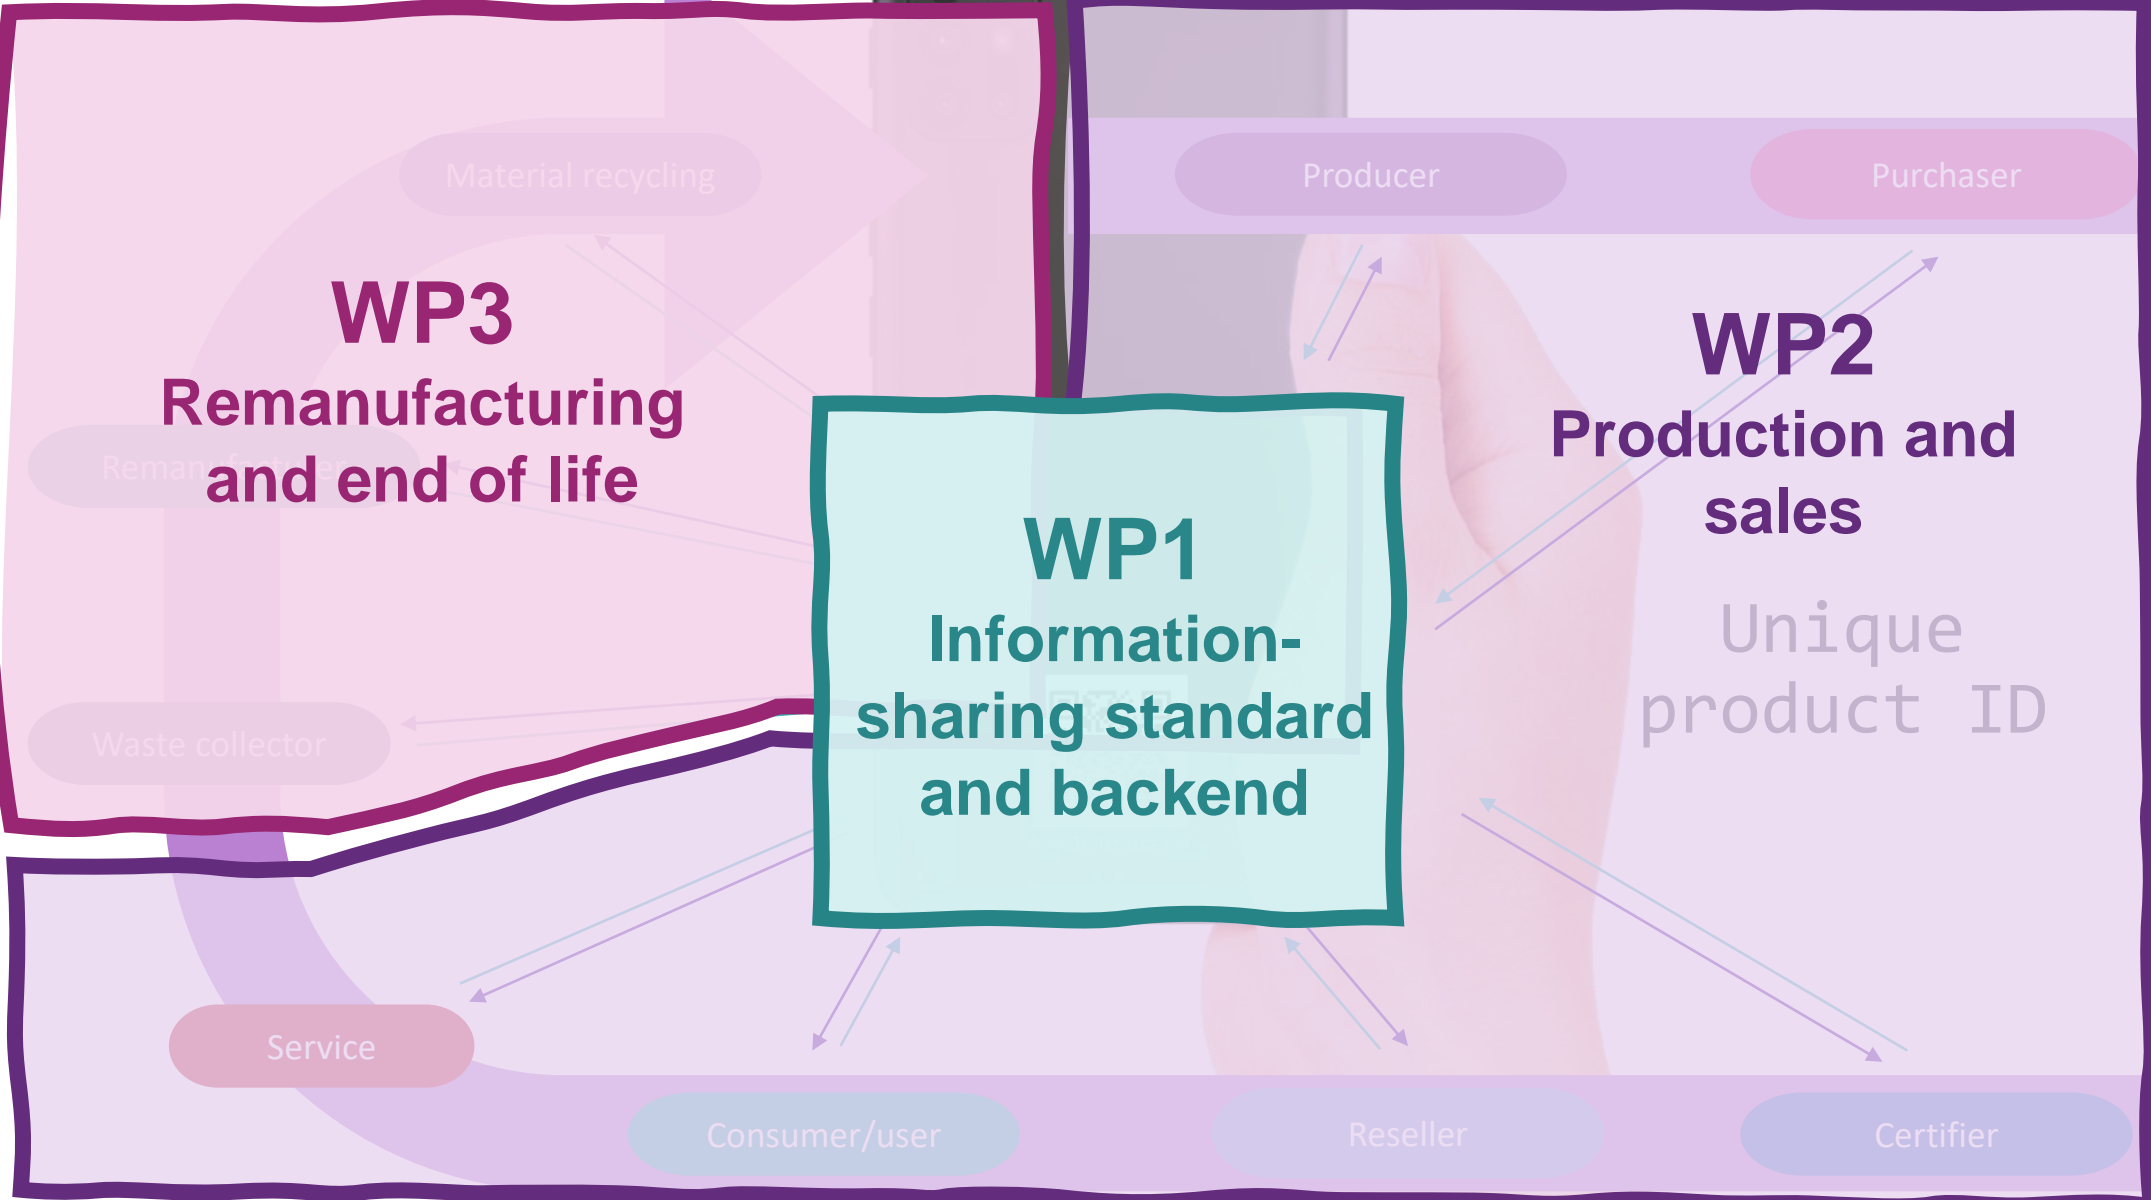 Material recycling
Producer
Purchaser
WP3
Remanufacturing
and end of life
Remanufacturer
WP2
Production and
sales
WP1
Information-
sharing standard
and backend
Unique
product ID
Waste collector
Service
Consumer/user
Reseller
Certifier